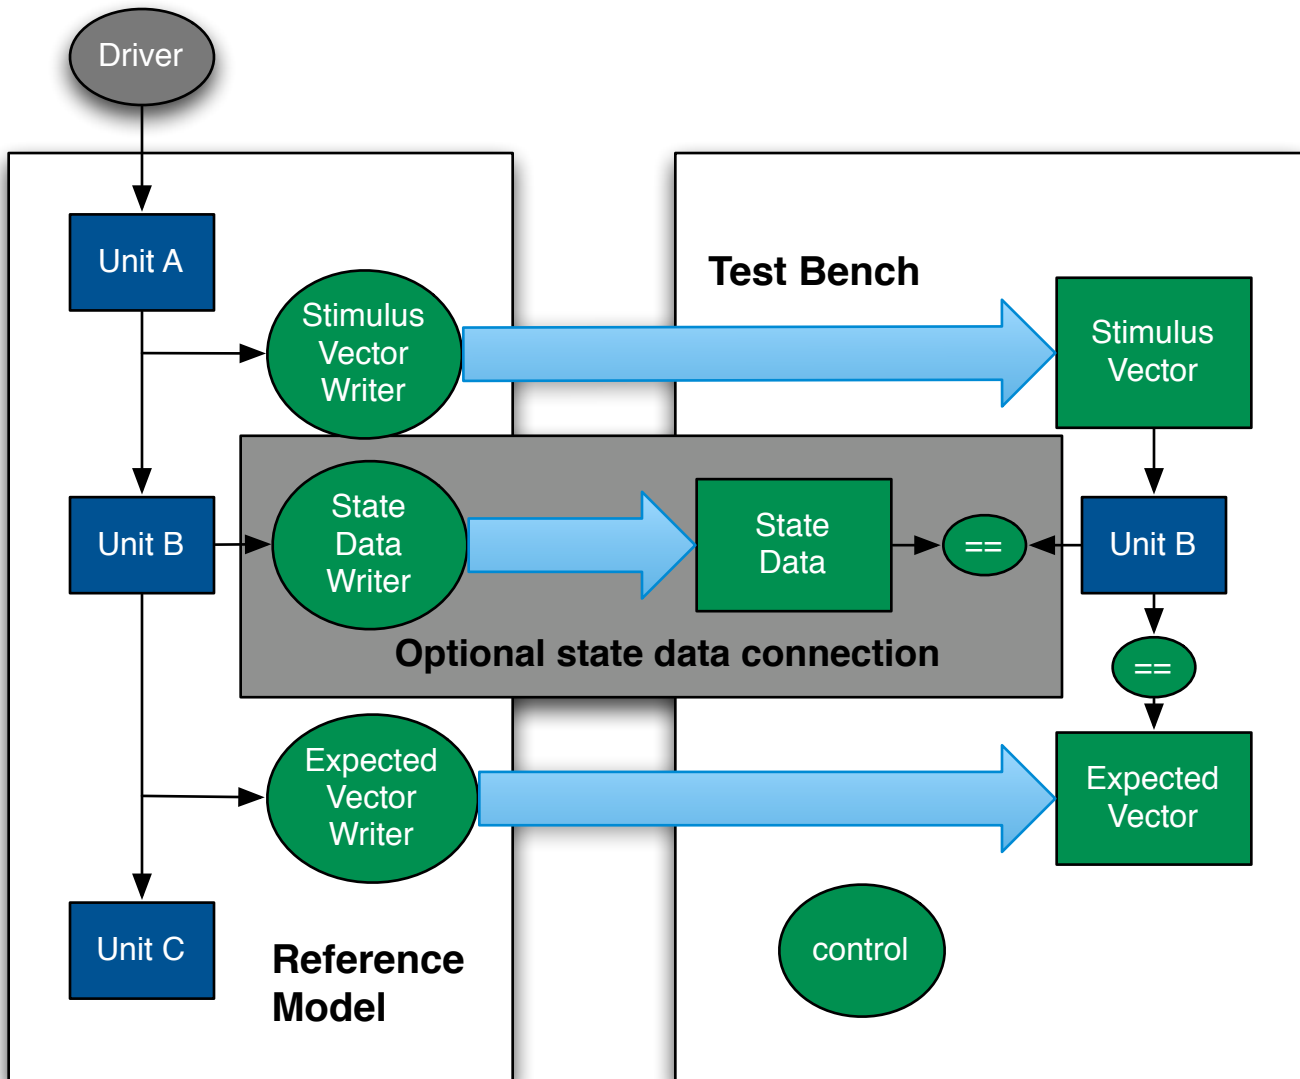 Driver
Unit A
Test Bench
Stimulus
Vector
Writer
Stimulus
Vector
State
Data
Writer
Unit B
State
Data
==
Unit B
Optional state data connection
==
Expected
Vector
Writer
Expected
Vector
Unit C
Reference
Model
control